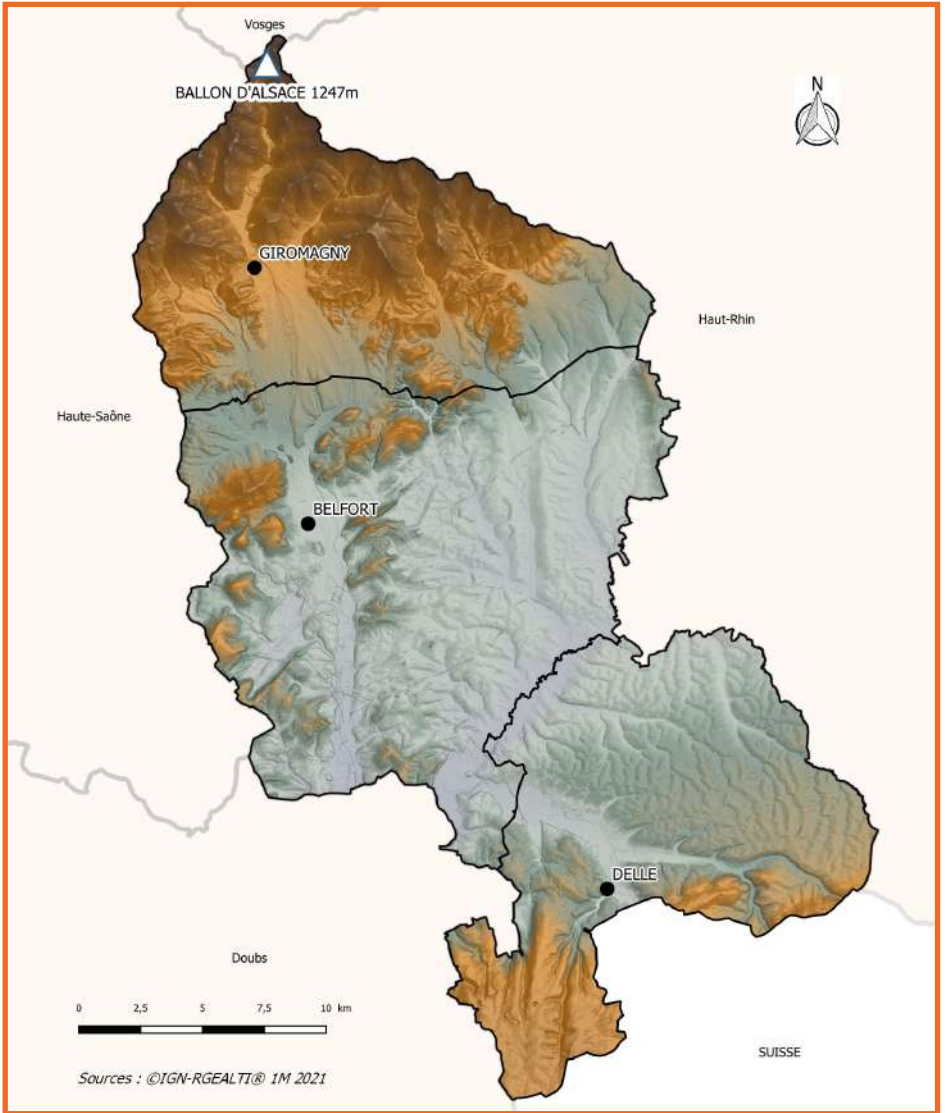 Vosges
BALLON D'ALSACE 1247m
N
GIROMAGNY
Haut-Rhin
Haute-Saône
BELFORT
DELLE
Doubs
0 2,5 5 7,5 10 km
SUISSE
Sources : ©IGN-RGEALTI® 1M 2021